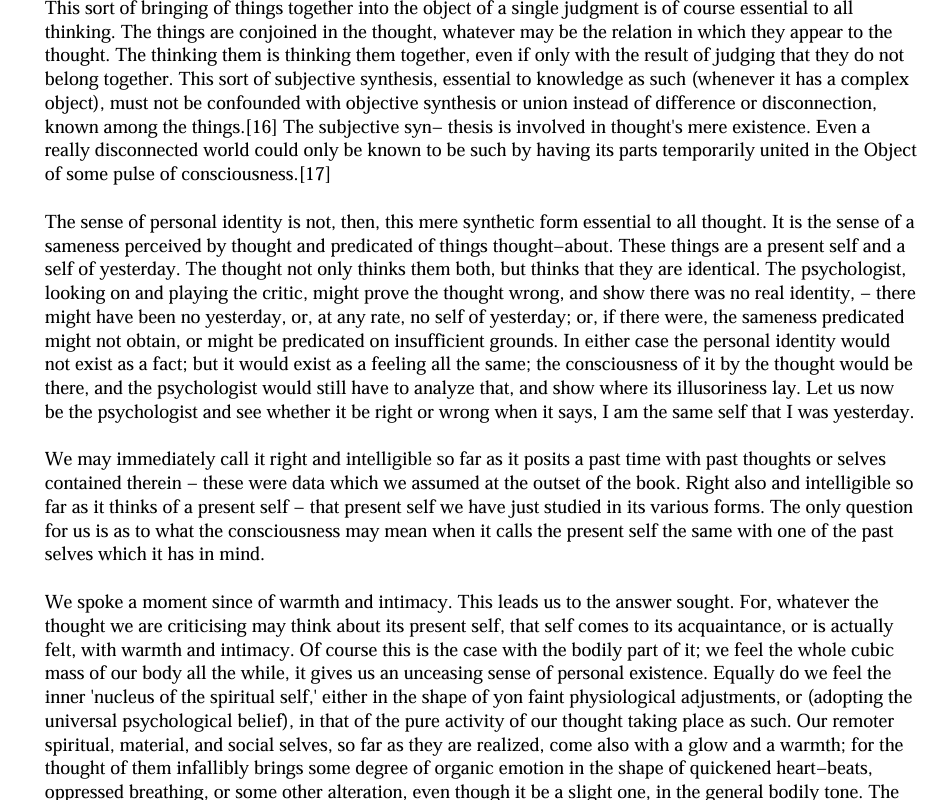 This sort of bringing of things together into the object of a single judgment is of course essential to all
thinking. The things are conjoined in the thought, whatever may be the relation in which they appear to the
thought. The thinking them is thinking them together, even if only with the result of judging that they do not
belong together. This sort of subjective synthesis, essential to knowledge as such (whenever it has a complex
object), must not be confounded with objective synthesis or union instead of difference or disconnection,
known among the things.[16] The subjective syn– thesis is involved in thought's mere existence. Even a
really disconnected world could only be known to be such by having its parts temporarily united in the Object
of some pulse of consciousness.[17]
The sense of personal identity is not, then, this mere synthetic form essential to all thought. It is the sense of a
sameness perceived by thought and predicated of things thought–about. These things are a present self and a
self of yesterday. The thought not only thinks them both, but thinks that they are identical. The psychologist,
looking on and playing the critic, might prove the thought wrong, and show there was no real identity, – there
might have been no yesterday, or, at any rate, no self of yesterday; or, if there were, the sameness predicated
might not obtain, or might be predicated on insufficient grounds. In either case the personal identity would
not exist as a fact; but it would exist as a feeling all the same; the consciousness of it by the thought would be
there, and the psychologist would still have to analyze that, and show where its illusoriness lay. Let us now
be the psychologist and see whether it be right or wrong when it says, I am the same self that I was yesterday.
We may immediately call it right and intelligible so far as it posits a past time with past thoughts or selves
contained therein – these were data which we assumed at the outset of the book. Right also and intelligible so
far as it thinks of a present self – that present self we have just studied in its various forms. The only question
for us is as to what the consciousness may mean when it calls the present self the same with one of the past
selves which it has in mind.
We spoke a moment since of warmth and intimacy. This leads us to the answer sought. For, whatever the
thought we are criticising may think about its present self, that self comes to its acquaintance, or is actually
felt, with warmth and intimacy. Of course this is the case with the bodily part of it; we feel the whole cubic
mass of our body all the while, it gives us an unceasing sense of personal existence. Equally do we feel the
inner 'nucleus of the spiritual self,' either in the shape of yon faint physiological adjustments, or (adopting the
universal psychological belief), in that of the pure activity of our thought taking place as such. Our remoter
spiritual, material, and social selves, so far as they are realized, come also with a glow and a warmth; for the
thought of them infallibly brings some degree of organic emotion in the shape of quickened heart–beats,
oppressed breathing, or some other alteration, even though it be a slight one, in the general bodily tone. The